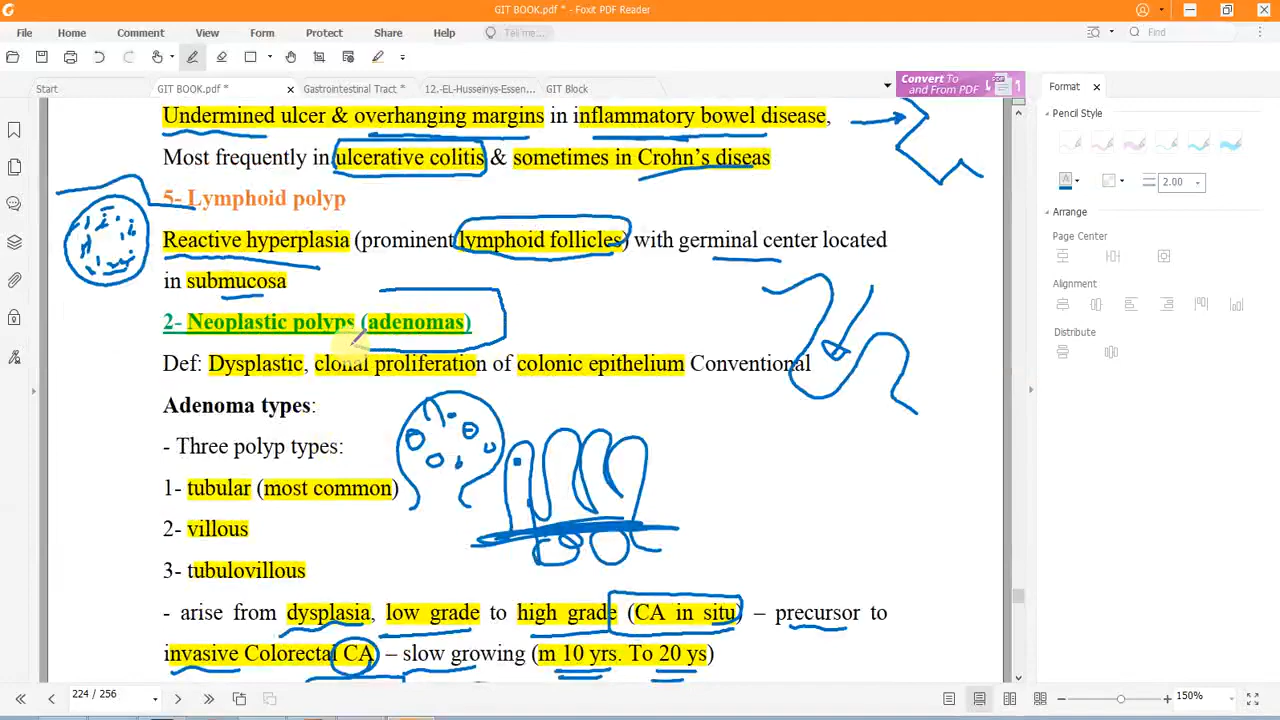 GIT BOOK.pdf * - Foxit PDF Reader
File Home Comment View Form Protect Share Help Tell me... Find
Start GIT BOOK.pdf * Gastrointestinal Tract * 12.-EL-Husseinys-Essen... GIT Block
Convert To
and From PDF
PDF
Format
Pencil Style
2.00
Arrange
Page Center
Alignment
Distribute
Undermined ulcer & overhanging margins in inflammatory bowel disease,
Most frequently in ulcerative colitis & sometimes in Crohn's diseas
5- Lymphoid polyp
Reactive hyperplasia (prominent lymphoid follicles) with germinal center located
in submucosa
2- Neoplastic polyps (adenomas)
Def: Dysplastic, clonal proliferation of colonic epithelium Conventional
Adenoma types:
- Three polyp types:
1- tubular (most common)
2- villous
3- tubulovillous
- arise from dysplasia, low grade to high grade (CA in situ) – precursor to
invasive Colorectal CA – slow growing (m 10 yrs. To 20 ys)
224 / 256
150%